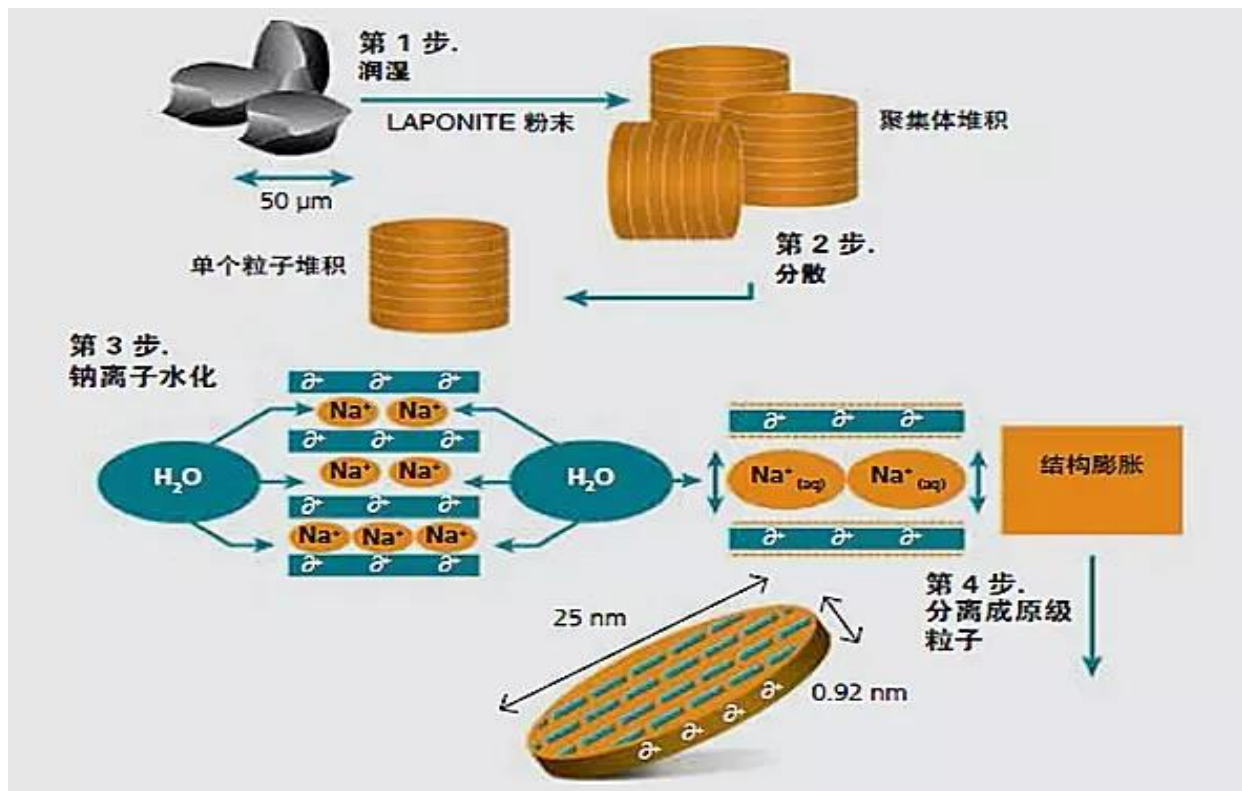 第 1 步.
润湿
LAPONITE 粉末
50 μm
聚集体堆积
第 2 步.
分散
单个粒子堆积
第 3 步.
钠离子水化
H₂O
∂⁺ ∂⁺ ∂⁺
Na⁺ Na⁺
∂⁺ ∂⁺ ∂⁺
Na⁺ Na⁺
∂⁺ ∂⁺ ∂⁺
Na⁺ Na⁺ Na⁺
∂⁺ ∂⁺ ∂⁺
H₂O
∂⁺ ∂⁺ ∂⁺
Na⁺(aq) Na⁺(aq)
∂⁺ ∂⁺ ∂⁺
结构膨胀
第 4 步.
分离成原级
粒子
25 nm
0.92 nm
∂⁺ ∂⁺ ∂⁺ ∂⁺